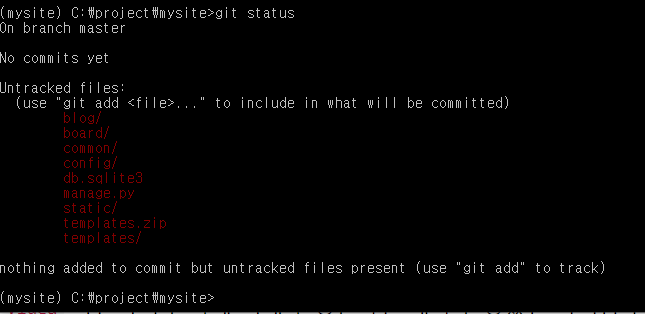 (mysite) C:₩project₩mysite>git status
On branch master
No commits yet
Untracked files:
(use "git add <file>..." to include in what will be committed)
blog/
board/
common/
config/
db.sqlite3
manage.py
static/
templates.zip
templates/
nothing added to commit but untracked files present (use "git add" to track)
(mysite) C:₩project₩mysite>